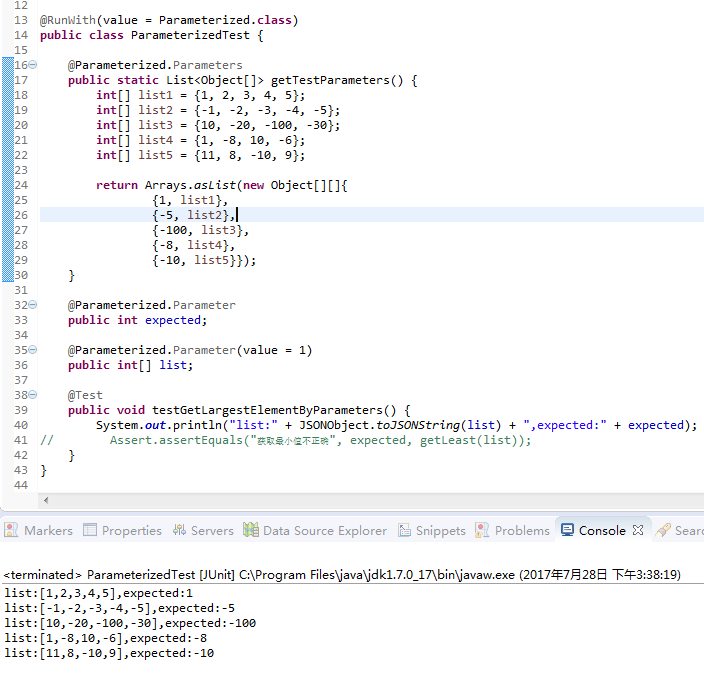 12
13 @RunWith(value = Parameterized.class)
14 public class ParameterizedTest {
15
16 @Parameterized.Parameters
17 public static List<Object[]> getTestParameters() {
18 int[] list1 = {1, 2, 3, 4, 5};
19 int[] list2 = {-1, -2, -3, -4, -5};
20 int[] list3 = {10, -20, -100, -30};
21 int[] list4 = {1, -8, 10, -6};
22 int[] list5 = {11, 8, -10, 9};
23
24 return Arrays.asList(new Object[][]{
25 {1, list1},
26 {-5, list2},
27 {-100, list3},
28 {-8, list4},
29 {-10, list5}});
30 }
31
32 @Parameterized.Parameter
33 public int expected;
34
35 @Parameterized.Parameter(value = 1)
36 public int[] list;
37
38 @Test
39 public void testGetLargestElementByParameters() {
40 System.out.println("list:" + JSONObject.toJSONString(list) + ",expected:" + expected);
41 // Assert.assertEquals("获取最小值不正确", expected, getLeast(list));
42 }
43 }
44
Markers Properties Servers Data Source Explorer Snippets Problems Console Sear
<terminated> ParameterizedTest [JUnit] C:\Program Files\java\jdk1.7.0_17\bin\javaw.exe (2017年7月28日 下午3:38:19)
list:[1,2,3,4,5],expected:1
list:[-1,-2,-3,-4,-5],expected:-5
list:[10,-20,-100,-30],expected:-100
list:[1,-8,10,-6],expected:-8
list:[11,8,-10,9],expected:-10